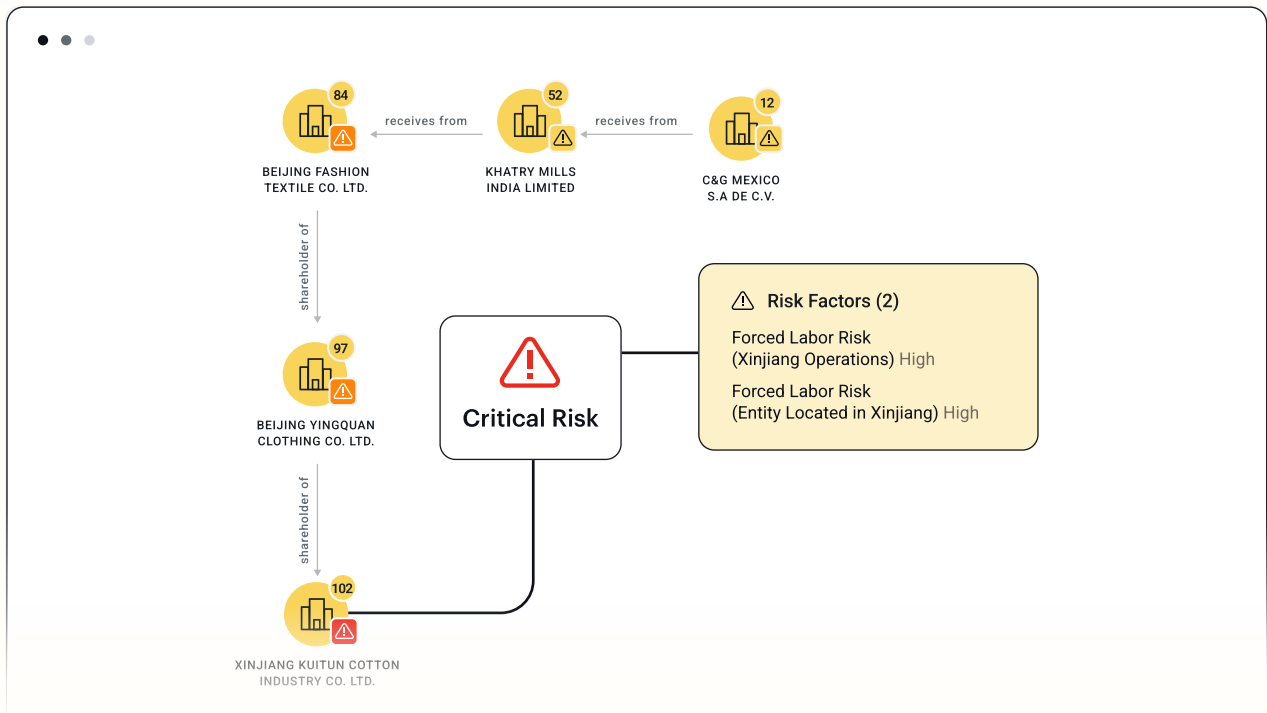 84
52
12
receives from
receives from
BEIJING FASHION
TEXTILE CO. LTD.
KHATRY MILLS
INDIA LIMITED
C&G MEXICO
S.A DE C.V.
shareholder of
97
BEIJING YINGQUAN
CLOTHING CO. LTD.
Critical Risk
Risk Factors (2)
Forced Labor Risk
(Xinjiang Operations) High
Forced Labor Risk
(Entity Located in Xinjiang) High
shareholder of
102
XINJIANG KUITUN COTTON
INDUSTRY CO. LTD.